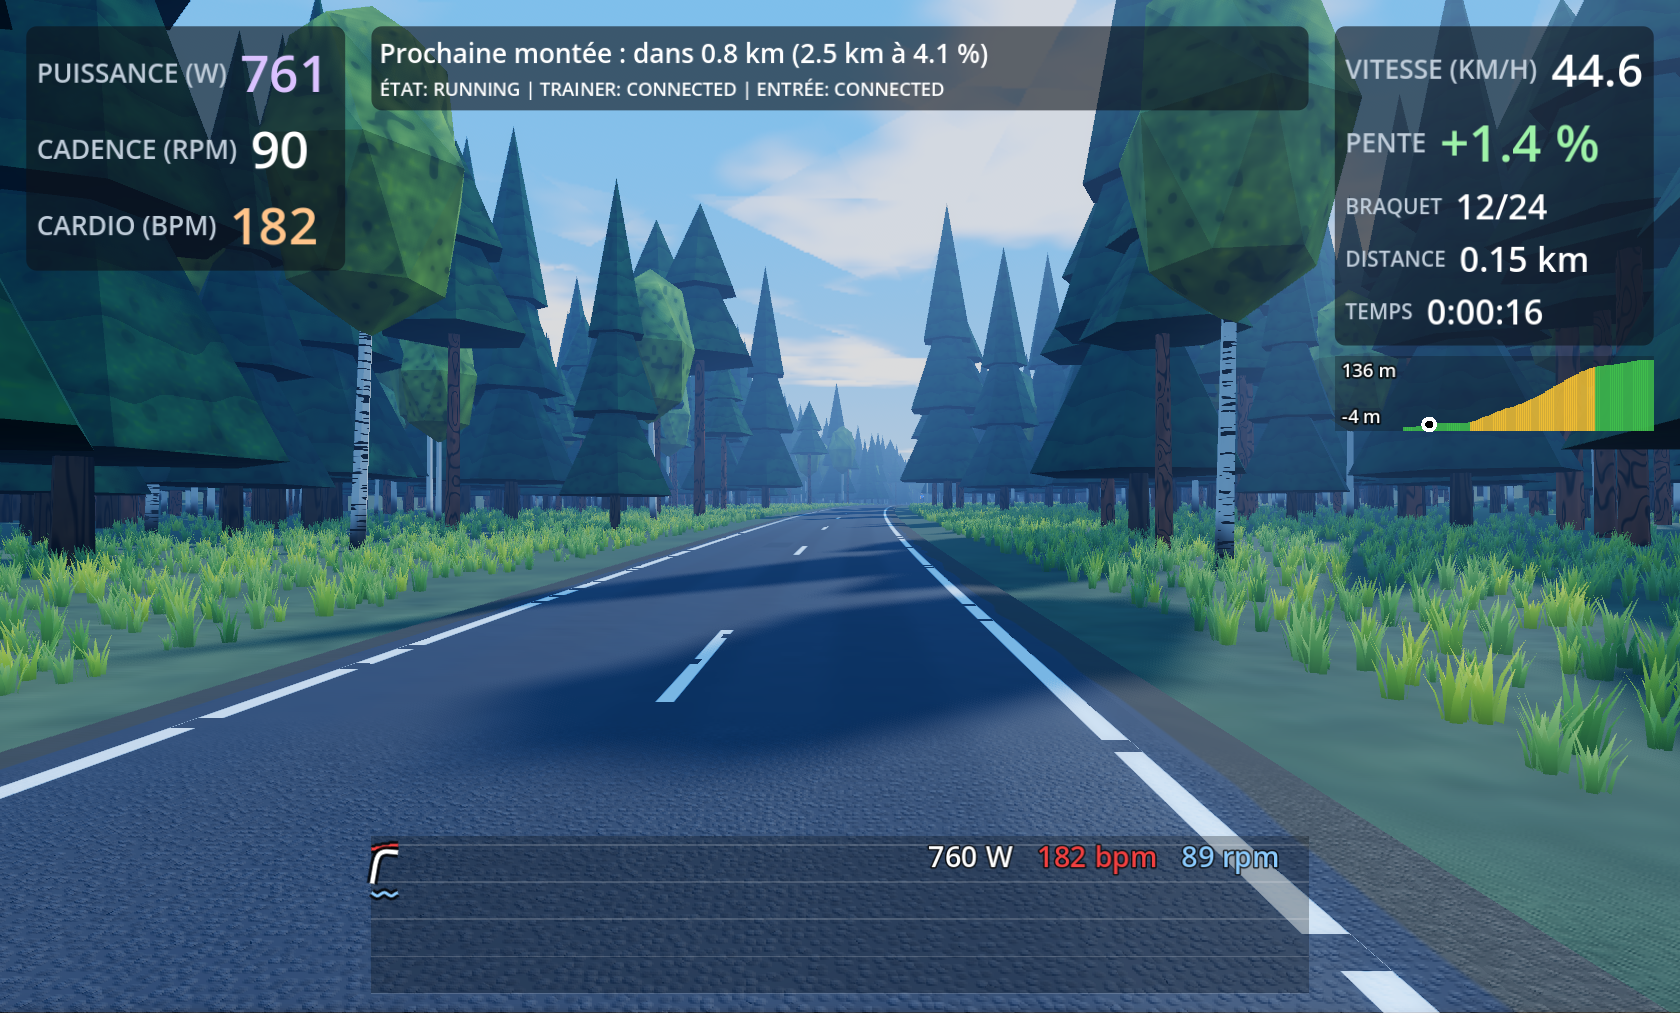 PUISSANCE (W) 761
CADENCE (RPM) 90
CARDIO (BPM) 182
Prochaine montée : dans 0.8 km (2.5 km à 4.1 %)
ÉTAT: RUNNING | TRAINER: CONNECTED | ENTRÉE: CONNECTED
VITESSE (KM/H) 44.6
PENTE +1.4 %
BRAQUET 12/24
DISTANCE 0.15 km
TEMPS 0:00:16
136 m
-4 m
760 W 182 bpm 89 rpm